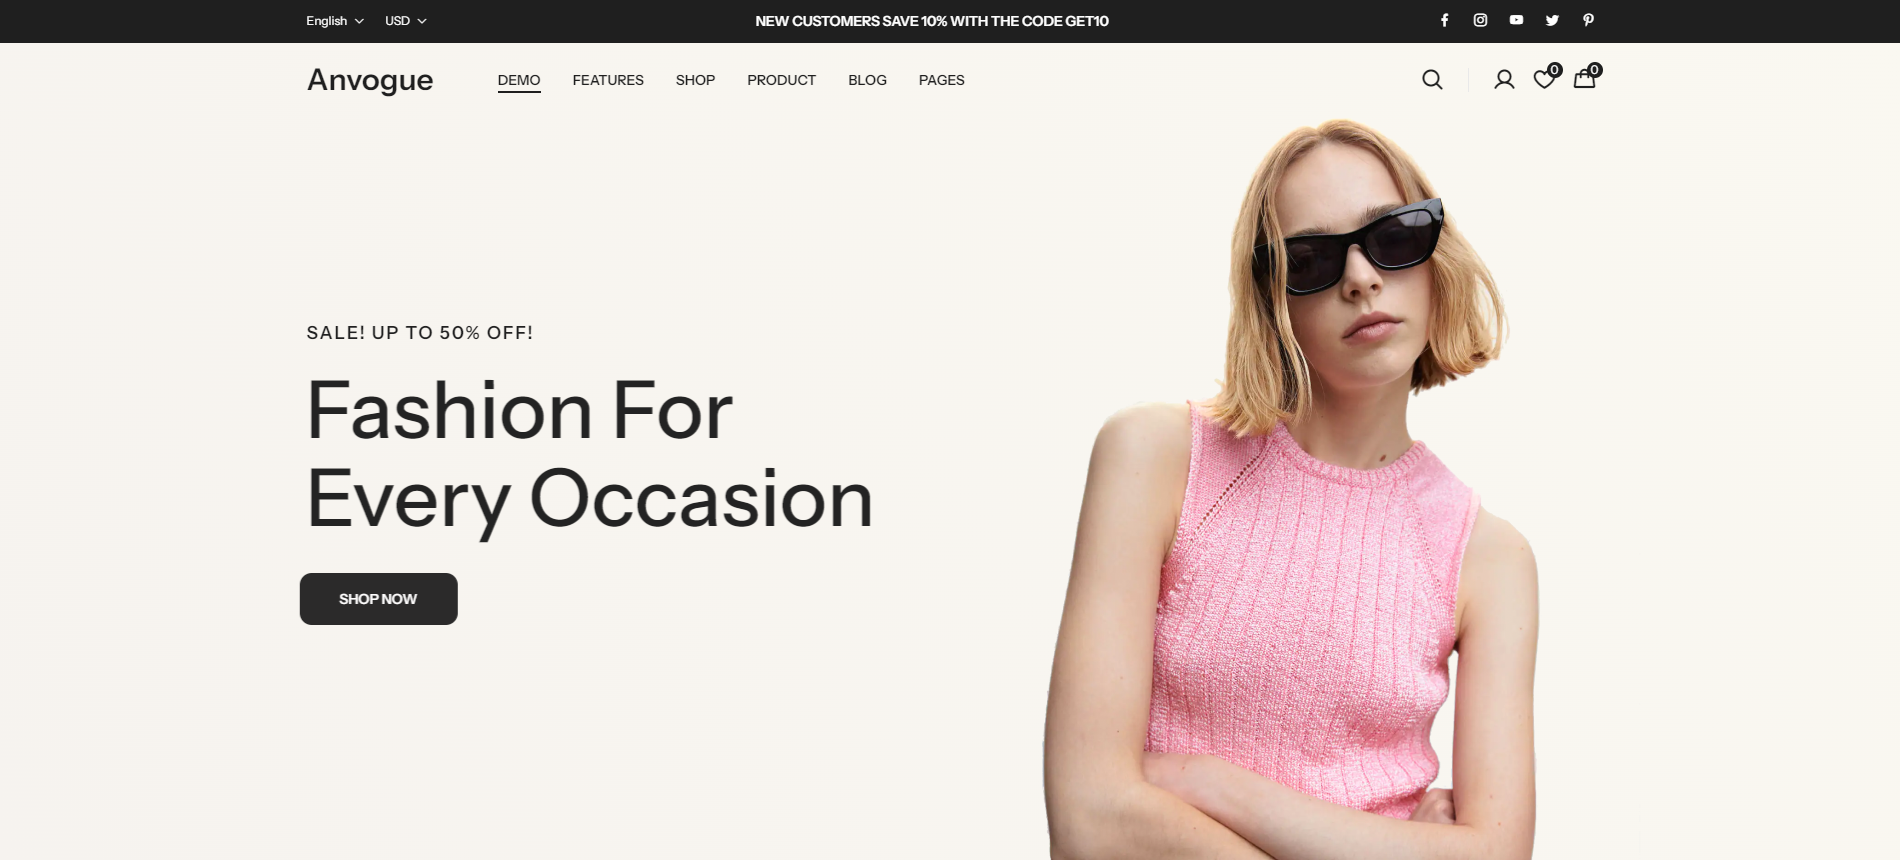 English
USD
NEW CUSTOMERS SAVE 10% WITH THE CODE GET10
Anvogue
DEMO
FEATURES
SHOP
PRODUCT
BLOG
PAGES
0
0
SALE! UP TO 50% OFF!
Fashion For
Every Occasion
SHOP NOW